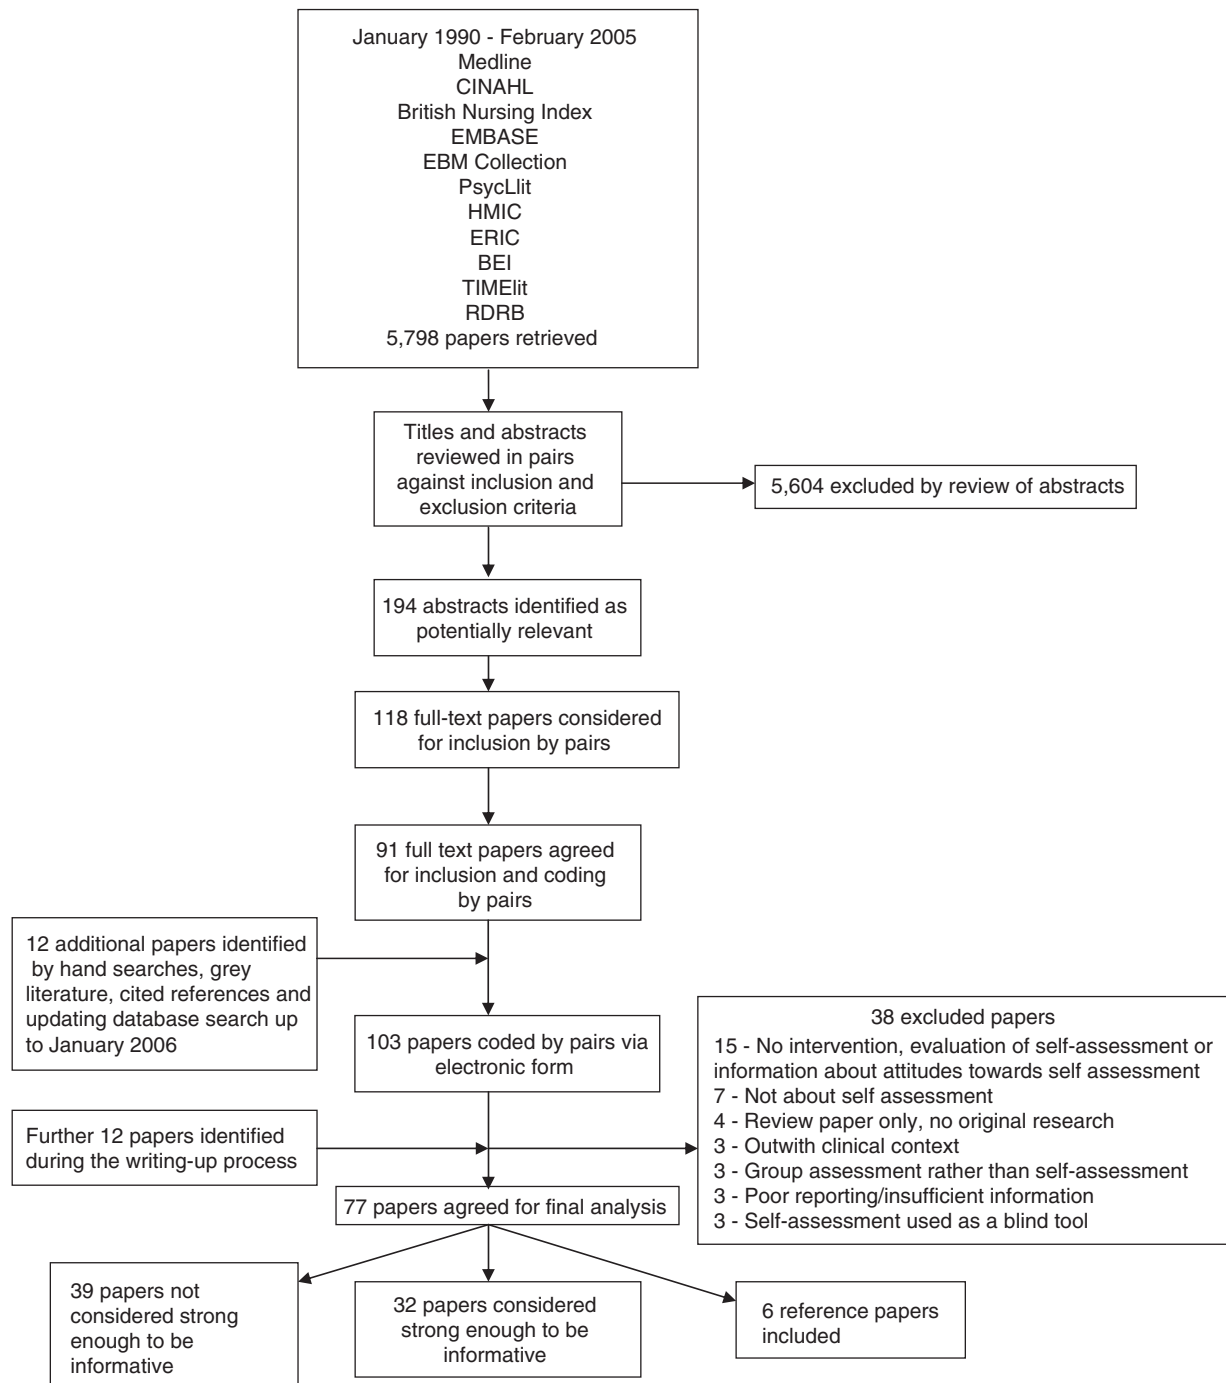 January 1990 - February 2005
Medline
CINAHL
British Nursing Index
EMBASE
EBM Collection
PsycLlit
HMIC
ERIC
BEI
TIMElit
RDRB
5,798 papers retrieved
Titles and abstracts
reviewed in pairs
against inclusion and
exclusion criteria
5,604 excluded by review of abstracts
194 abstracts identified as
potentially relevant
118 full-text papers considered
for inclusion by pairs
91 full text papers agreed
for inclusion and coding
by pairs
12 additional papers identified
by hand searches, grey
literature, cited references and
updating database search up
to January 2006
103 papers coded by pairs via
electronic form
38 excluded papers
15 - No intervention, evaluation of self-assessment or
information about attitudes towards self assessment
7 - Not about self assessment
4 - Review paper only, no original research
3 - Outwith clinical context
3 - Group assessment rather than self-assessment
3 - Poor reporting/insufficient information
3 - Self-assessment used as a blind tool
Further 12 papers identified
during the writing-up process
77 papers agreed for final analysis
39 papers not
considered strong
enough to be
informative
32 papers considered
strong enough to be
informative
6 reference papers
included